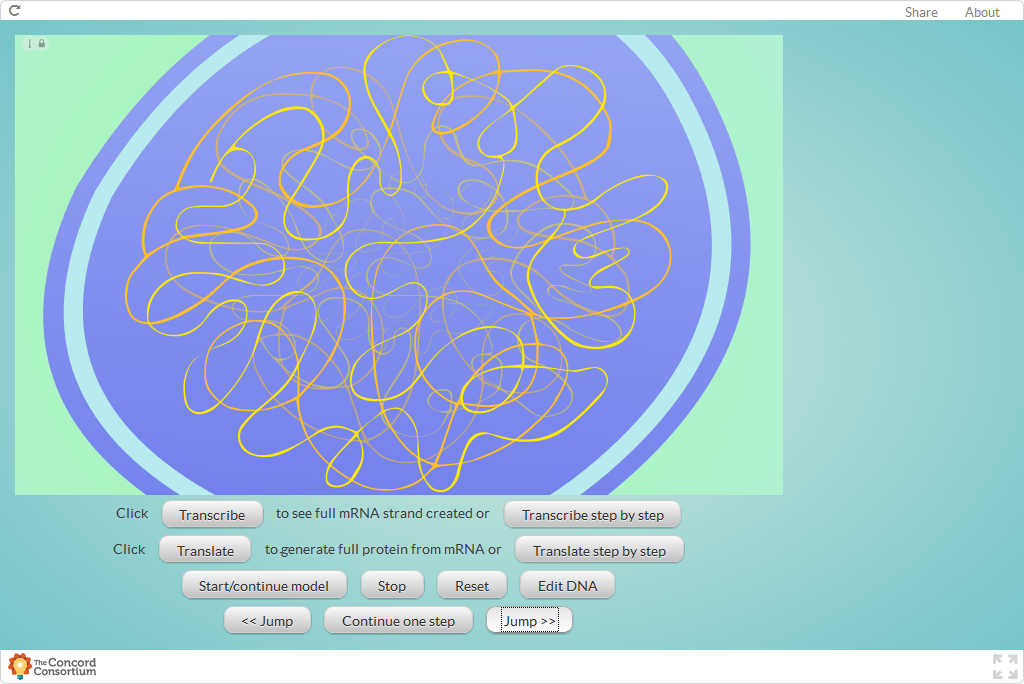 Share About
Click Transcribe to see full mRNA strand created or Transcribe step by step
Click Translate to generate full protein from mRNA or Translate step by step
Start/continue model Stop Reset Edit DNA
<< Jump Continue one step Jump >>
The Concord
Consortium